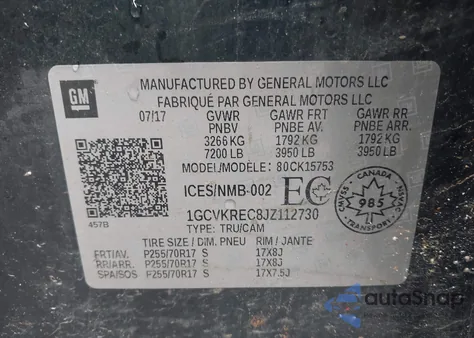 GM
MANUFACTURED BY GENERAL MOTORS LLC
FABRIQUÉ PAR GENERAL MOTORS LLC
07/17 GVWR GAWR FRT GAWR RR
PNBV PNBE AV. PNBE ARR.
3266 KG 1792 KG 1792 KG
7200 LB 3950 LB 3950 LB
MODEL/MODÈLE: 80CK15753
ICES/NMB-002 EC
CANADA
985
1GCVKREC8JZ112730
457B TYPE: TRU/CAM
TIRE SIZE / DIM. PNEU RIM / JANTE
FRT/AV. P255/70R17 S 17X8J
RR/ARR. P255/70R17 S 17X8J
SPA/SOS P255/70R17 S 17X7.5J
autoSnap